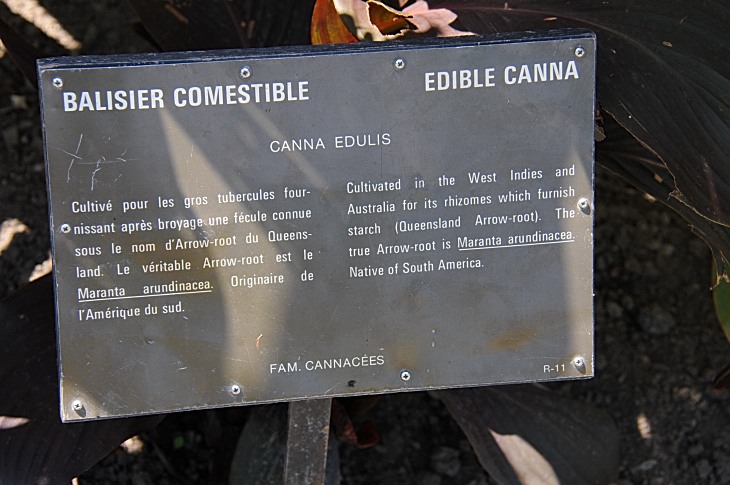 BALISIER COMESTIBLE
EDIBLE CANNA
CANNA EDULIS
Cultivé pour les gros tubercules four-
nissant après broyage une fécule connue
sous le nom d'Arrow-root du Queens-
land. Le véritable Arrow-root est le
Maranta arundinacea. Originaire de
l'Amérique du sud.
Cultivated in the West Indies and
Australia for its rhizomes which furnish
starch (Queensland Arrow-root). The
true Arrow-root is Maranta arundinacea.
Native of South America.
FAM. CANNACÉES
R-11